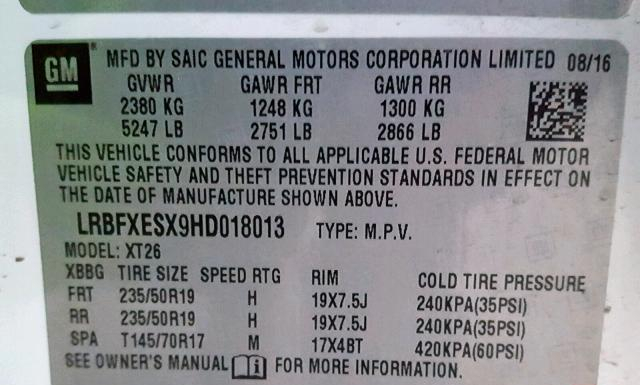 GM ® MFD BY SAIC GENERAL MOTORS CORPORATION LIMITED 08/16
GVWR GAWR FRT GAWR RR
2380 KG 1248 KG 1300 KG
5247 LB 2751 LB 2866 LB
THIS VEHICLE CONFORMS TO ALL APPLICABLE U.S. FEDERAL MOTOR
VEHICLE SAFETY AND THEFT PREVENTION STANDARDS IN EFFECT ON
THE DATE OF MANUFACTURE SHOWN ABOVE.
LRBFXESX9HD018013 TYPE: M.P.V.
MODEL: XT26
XBBG TIRE SIZE SPEED RTG RIM COLD TIRE PRESSURE
FRT 235/50R19 H 19X7.5J 240KPA(35PSI)
RR 235/50R19 H 19X7.5J 240KPA(35PSI)
SPA T145/70R17 M 17X4BT 420KPA(60PSI)
SEE OWNER'S MANUAL i FOR MORE INFORMATION.